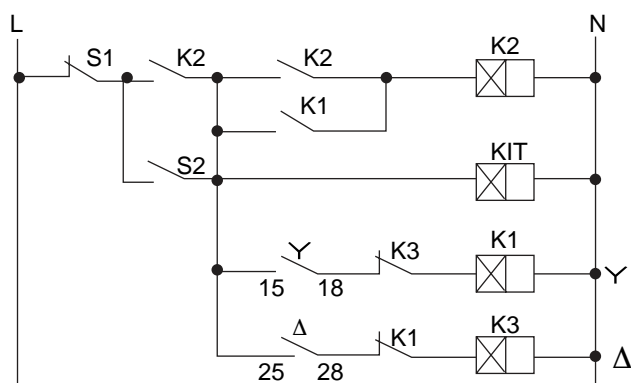 L N
S1 K2 K2 K2
K1
S2 KIT
Y K3 K1 Y
15 18
Δ K1 K3 Δ
25 28